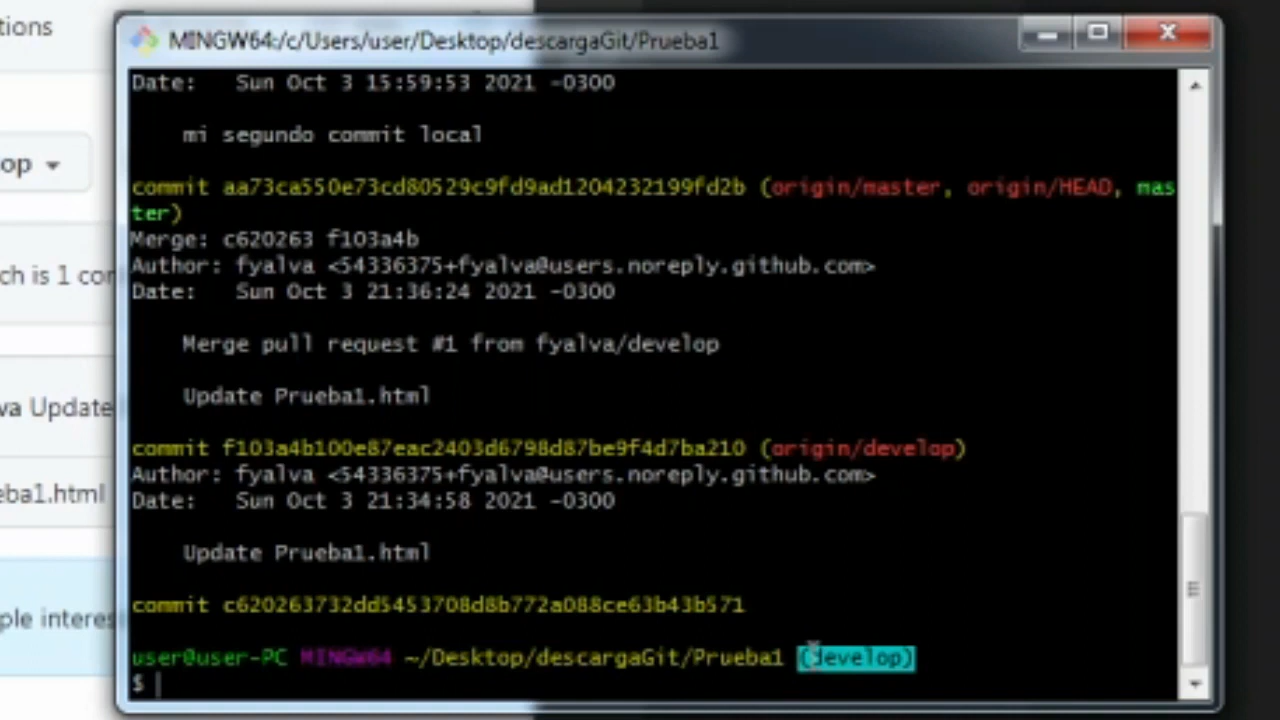 tions
op
ch is 1 co
va Update
eba1.html
ple interes
MINGW64:/c/Users/user/Desktop/descargaGit/Prueba1
Date:   Sun Oct 3 15:59:53 2021 -0300
mi segundo commit local
commit aa73ca550e73cd80529c9fd9ad1204232199fd2b (origin/master, origin/HEAD, mas
ter)
Merge: c620263 f103a4b
Author: fyalva <54336375+fyalva@users.noreply.github.com>
Date:   Sun Oct 3 21:36:24 2021 -0300
Merge pull request #1 from fyalva/develop
Update Prueba1.html
commit f103a4b100e87eac2403d6798d87be9f4d7ba210 (origin/develop)
Author: fyalva <54336375+fyalva@users.noreply.github.com>
Date:   Sun Oct 3 21:34:58 2021 -0300
Update Prueba1.html
commit c620263732dd5453708d8b772a088ce63b43b571
user@user-PC MINGW64 ~/Desktop/descargaGit/Prueba1 (develop)
$